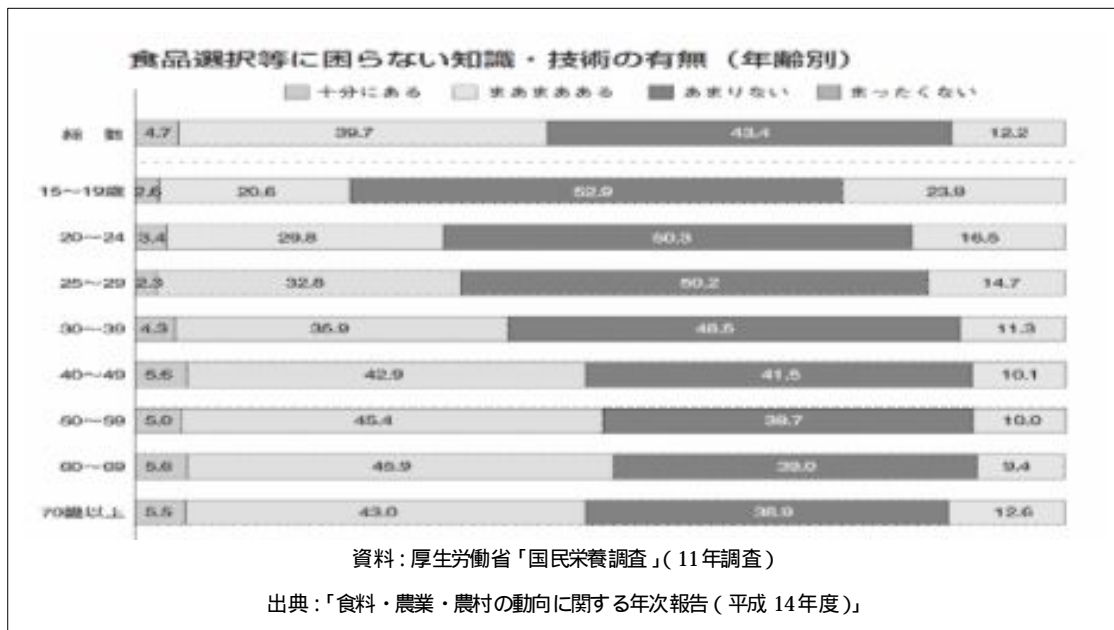 食品選択等に困らない知識・技術の有無（年齢別）
十分にある まあまあある あまりない まったくない
総数 4.7 39.7 43.4 12.2
15～19歳 2.6 20.6 52.9 23.9
20～24 3.4 29.8 50.3 16.5
25～29 2.3 32.8 50.2 14.7
30～39 4.3 35.9 48.5 11.3
40～49 5.6 42.9 41.5 10.1
50～59 5.0 45.4 39.7 10.0
60～69 45.9 39.0 9.4
70歳以上 5.5 43.0 38.9 12.6
資料：厚生労働省「国民栄養調査」（11年調査）
出典：「食料・農業・農村の動向に関する年次報告（平成14年度）」